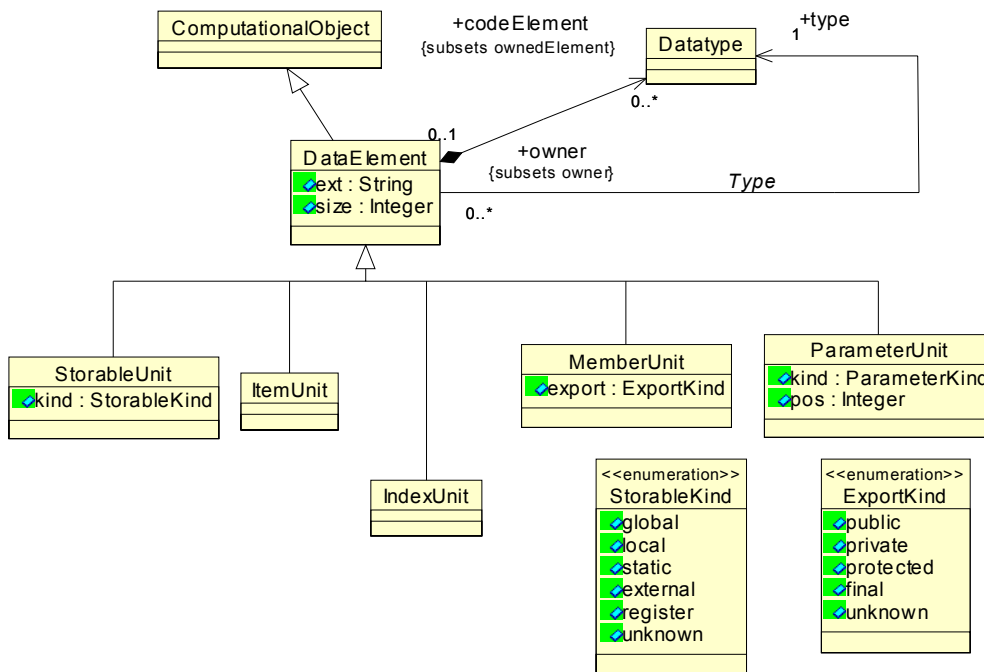 ComputationalObject
+codeElement
{subsets ownedElement}
Datatype
+type
1
0..*
0..1
DataElement
ext : String
size : Integer
+owner
{subsets owner}
Type
0..*
StorableUnit
kind : StorableKind
ItemUnit
IndexUnit
MemberUnit
export : ExportKind
ParameterUnit
kind : ParameterKind
pos : Integer
<<enumeration>>
StorableKind
global
local
static
external
register
unknown
<<enumeration>>
ExportKind
public
private
protected
final
unknown